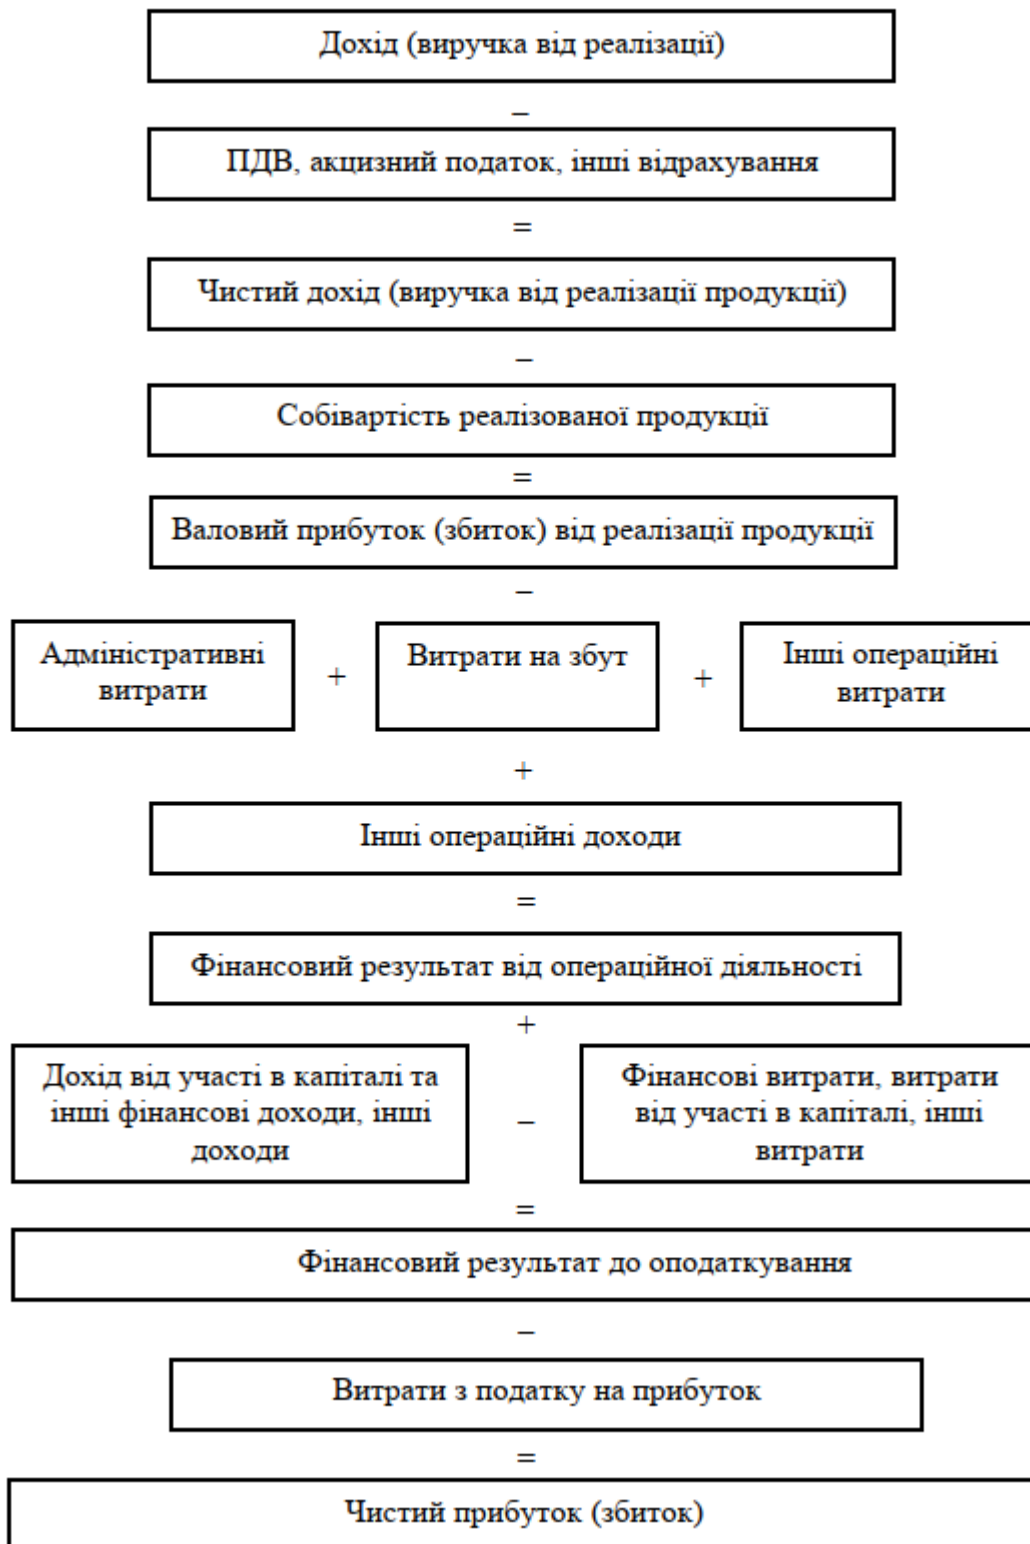 Дохід (виручка від реалізації)
–
ПДВ, акцизний податок, інші відрахування
=
Чистий дохід (виручка від реалізації продукції)
–
Собівартість реалізованої продукції
=
Валовий прибуток (збиток) від реалізації продукції
–
Адміністративні
витрати
+
Витрати на збут
+
Інші операційні
витрати
+
Інші операційні доходи
=
Фінансовий результат від операційної діяльності
+
Дохід від участі в капіталі та
інші фінансові доходи, інші
доходи
–
Фінансові витрати, витрати
від участі в капіталі, інші
витрати
=
Фінансовий результат до оподаткування
–
Витрати з податку на прибуток
=
Чистий прибуток (збиток)